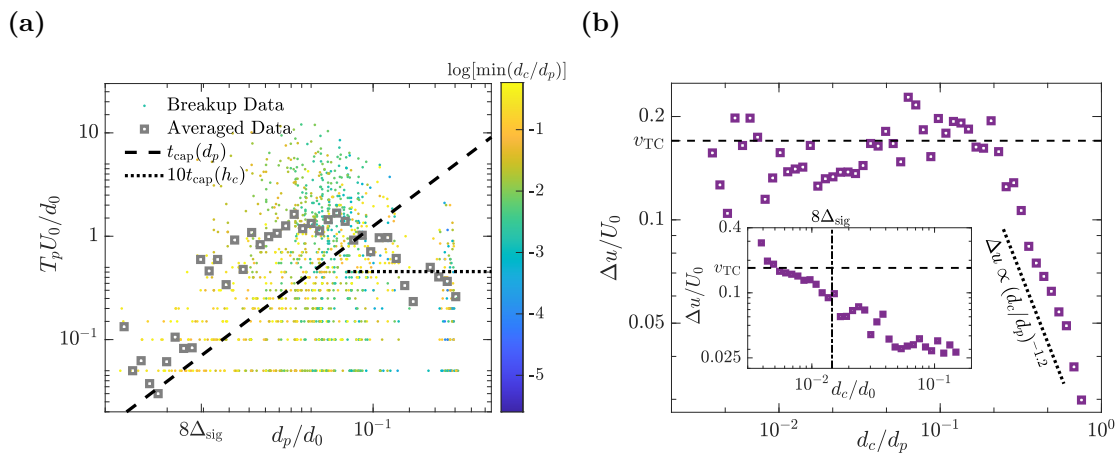 (a)
(b)
log[min(d_c/d_p)]
Breakup Data
Averaged Data
t_cap(d_p)
10t_cap(h_c)
10
1
10^-1
T_pU_0/d_0
8Δ_sig
d_p/d_0
10^-1
-1
-2
-3
-4
-5
0.2
v_TC
0.1
0.05
Δu/U_0
Δu ∝ (d_c/d_p)^-1.2
8Δ_sig
0.4
v_TC
0.1
0.025
Δu/U_0
10^-2
d_c/d_0
10^-1
10^-2
10^-1
10^0
d_c/d_p